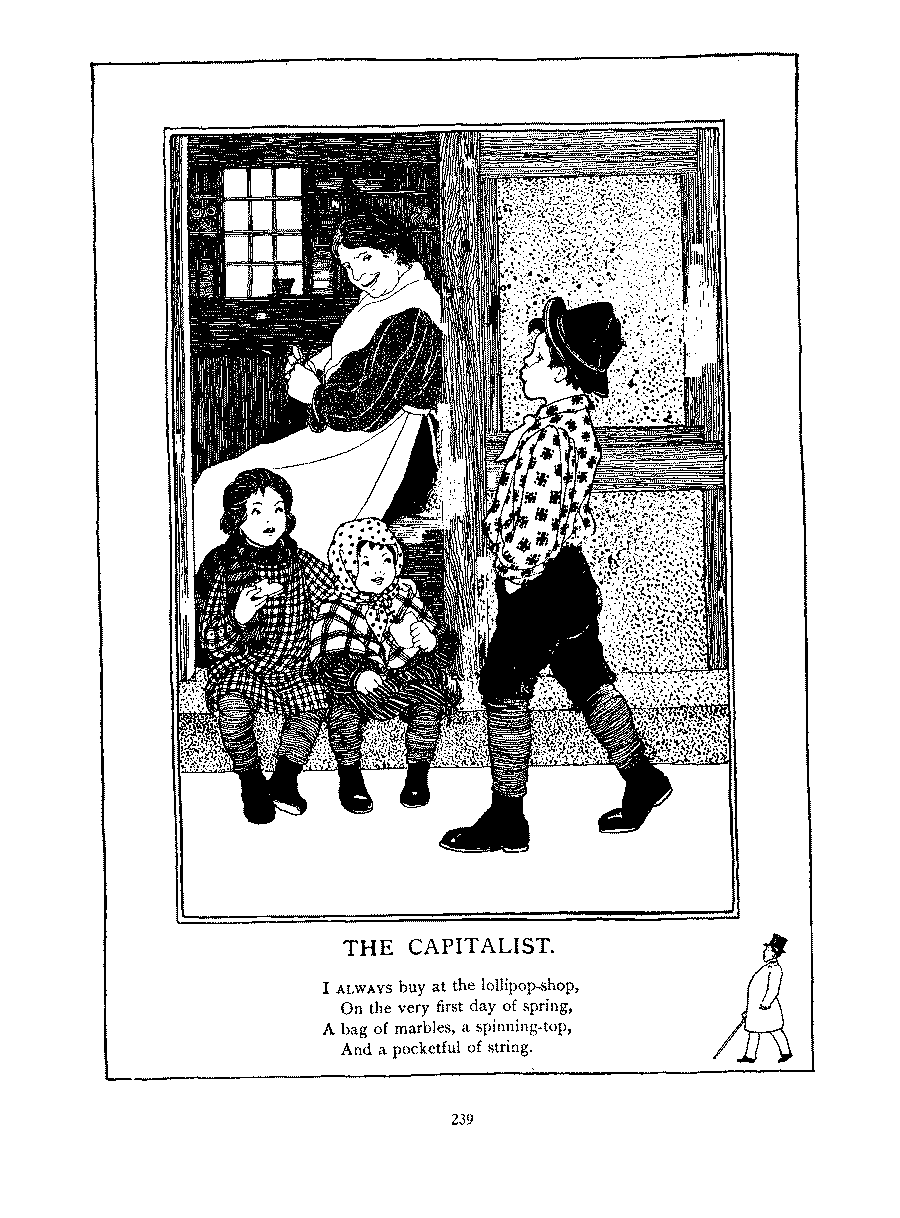 THE CAPITALIST.
I ALWAYS buy at the lollipop-shop,
On the very first day of spring,
A bag of marbles, a spinning-top,
And a pocketful of string.
239